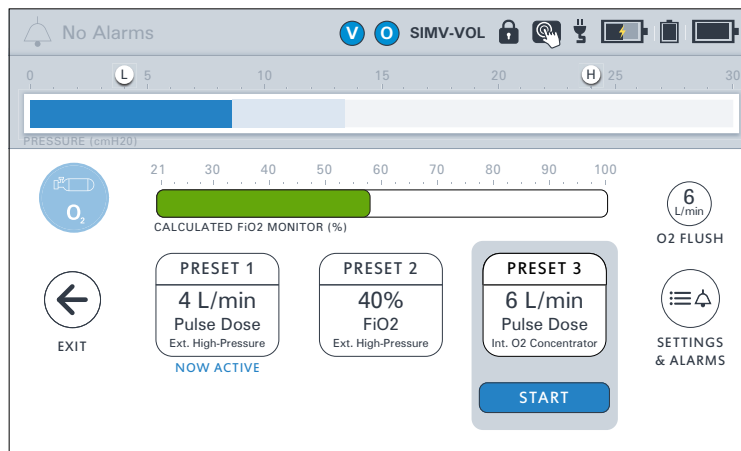 No Alarms V O SIMV-VOL
0 L 5 10 15 20 H 25 30
PRESSURE (cmH20)
21 30 40 50 60 70 80 90 100
O2
CALCULATED FiO2 MONITOR (%)
6
L/min
O2 FLUSH
PRESET 1
4 L/min
Pulse Dose
Ext. High-Pressure
NOW ACTIVE
PRESET 2
40%
FiO2
Ext. High-Pressure
PRESET 3
6 L/min
Pulse Dose
Int. O2 Concentrator
START
EXIT
SETTINGS
& ALARMS